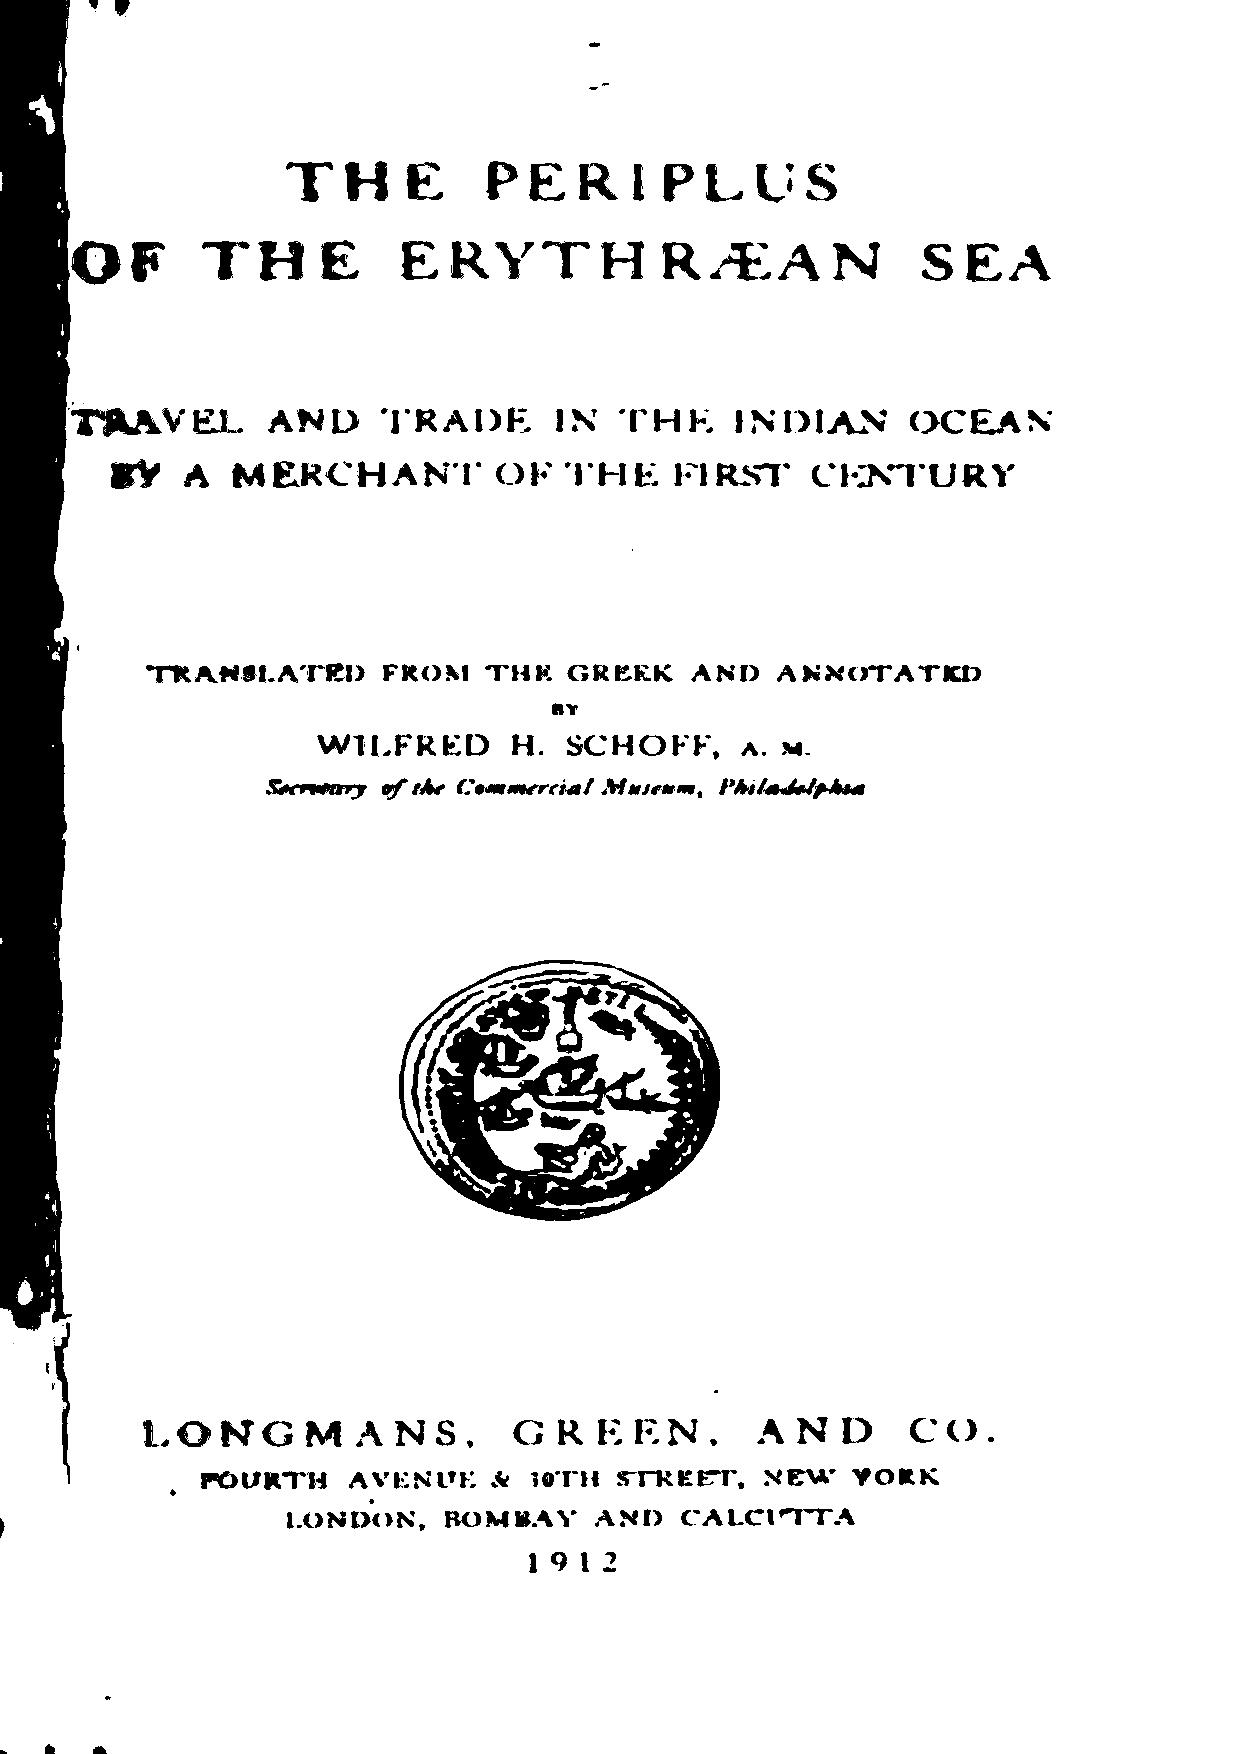 THE PERIPLUS
OF THE ERYTHRÆAN SEA
TRAVEL AND TRADE IN THE INDIAN OCEAN
BY A MERCHANT OF THE FIRST CENTURY
TRANSLATED FROM THE GREEK AND ANNOTATED
BY
WILFRED H. SCHOFF, A. M.
Secretary of the Commercial Museum, Philadelphia
LONGMANS, GREEN, AND CO.
FOURTH AVENUE & 30TH STREET, NEW YORK
LONDON, BOMBAY AND CALCUTTA
1912